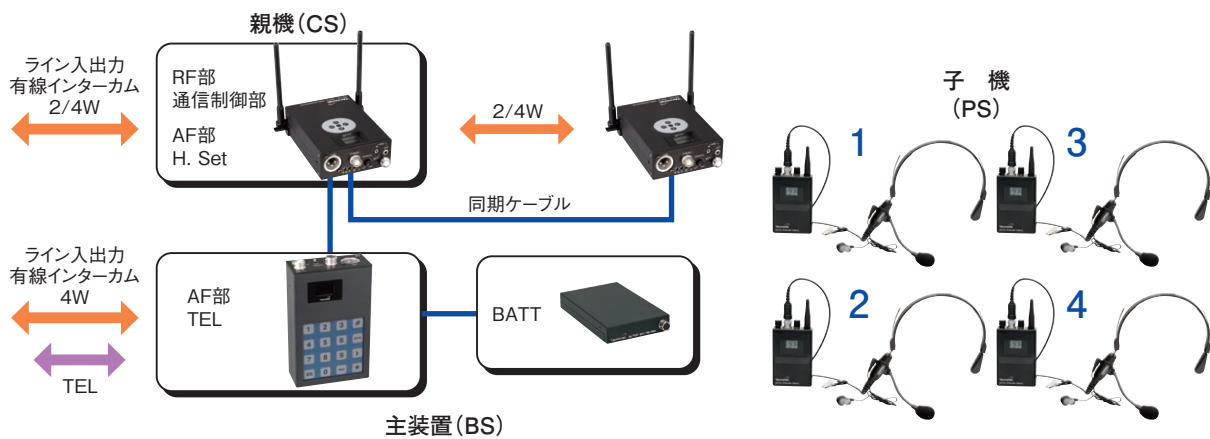 親機(CS)
ライン入出力
有線インターカム
2/4W
RF部
通信制御部
AF部
H. Set
2/4W
同期ケーブル
ライン入出力
有線インターカム
4W
TEL
AF部
TEL
BATT
主装置(BS)
子 機
(PS)
1
3
2
4